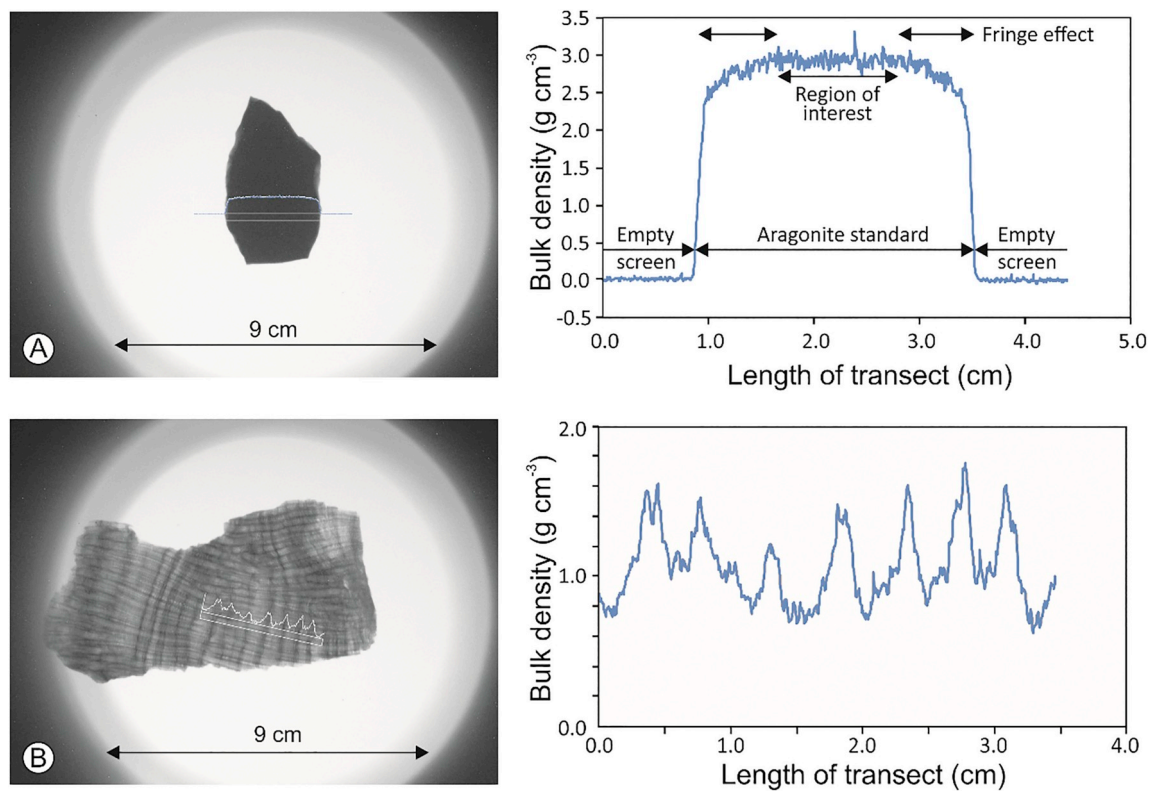 A
9 cm
Bulk density (g cm-3)
3.5
3.0
2.5
2.0
1.5
1.0
0.5
0.0
-0.5
Fringe effect
Region of
interest
Empty
screen
Aragonite standard
Empty
screen
0.0 1.0 2.0 3.0 4.0 5.0
Length of transect (cm)
B
9 cm
Bulk density (g cm-3)
2.0
1.0
0.0
0.0 1.0 2.0 3.0 4.0
Length of transect (cm)